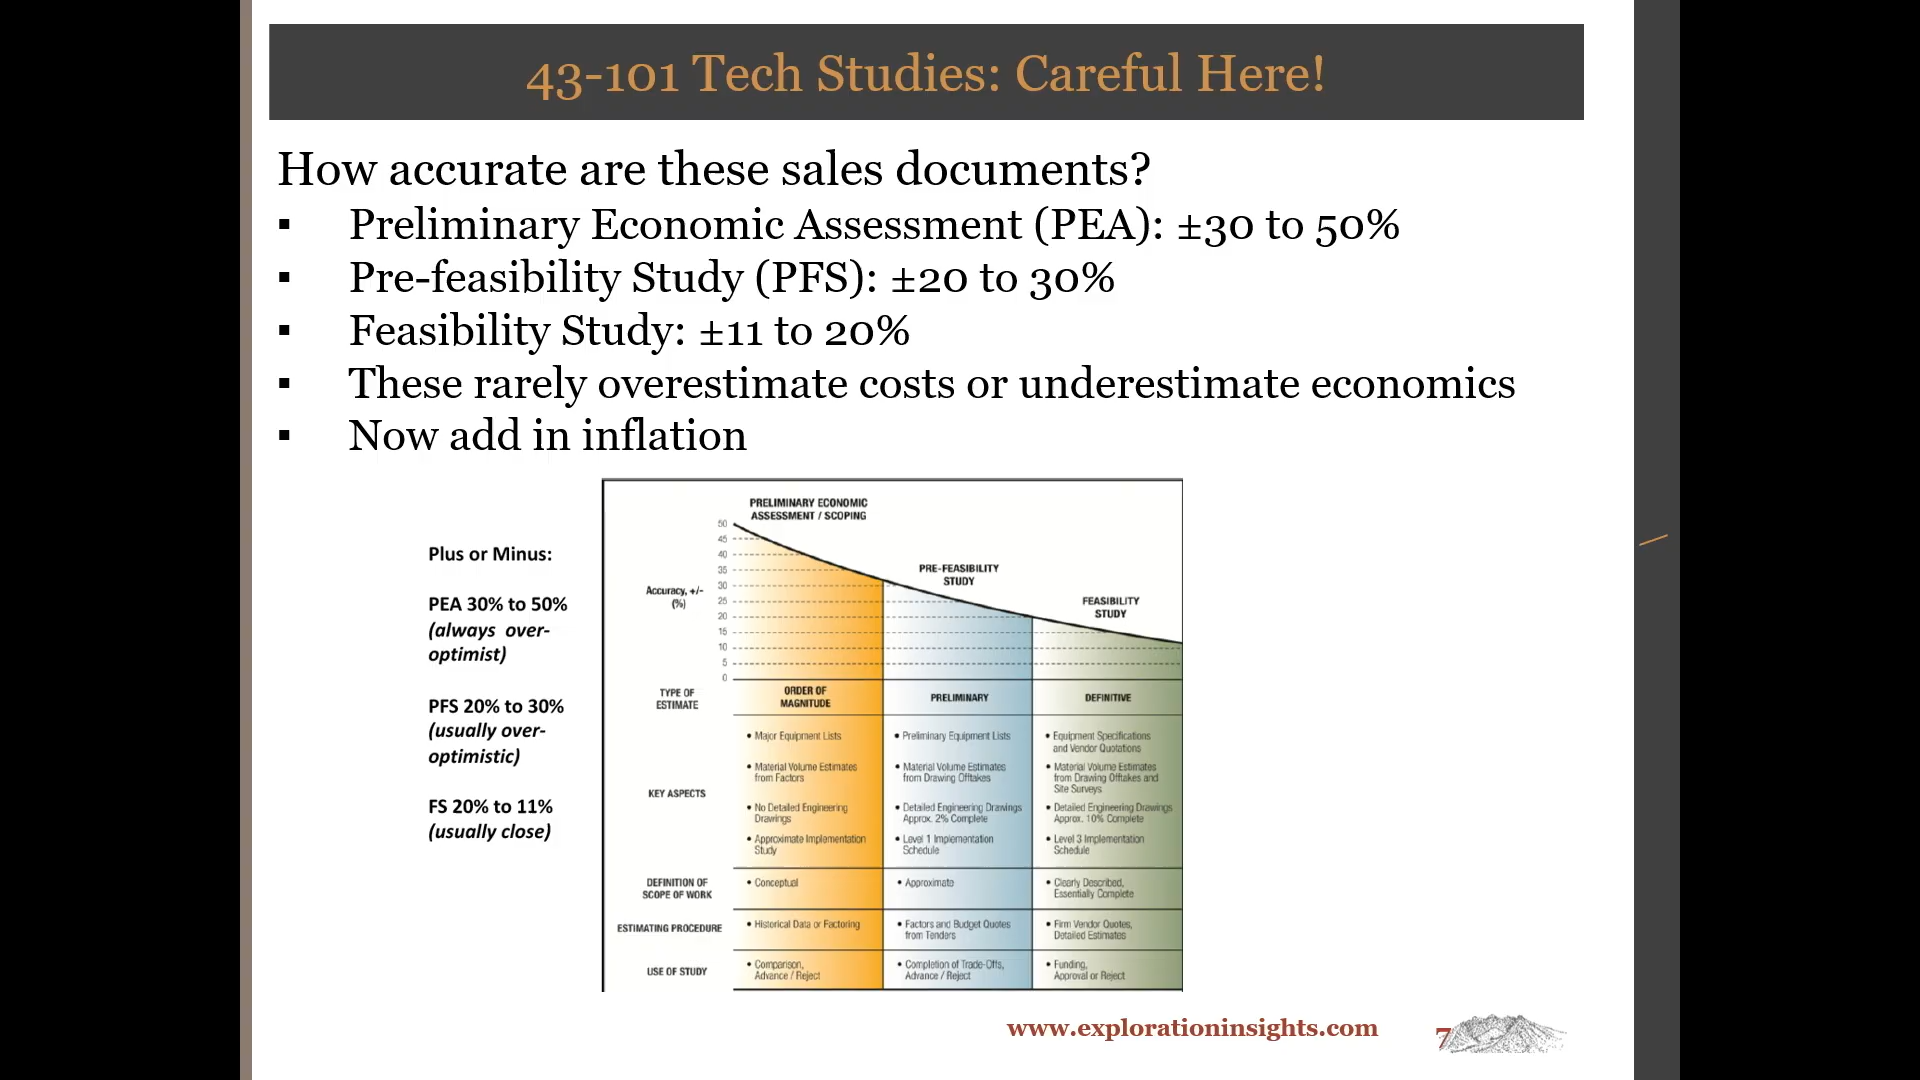 43-101 Tech Studies: Careful Here!
How accurate are these sales documents?
▪ Preliminary Economic Assessment (PEA): ±30 to 50%
▪ Pre-feasibility Study (PFS): ±20 to 30%
▪ Feasibility Study: ±11 to 20%
▪ These rarely overestimate costs or underestimate economics
▪ Now add in inflation
Plus or Minus:
PEA 30% to 50%
(always over-
optimist)
PFS 20% to 30%
(usually over-
optimistic)
FS 20% to 11%
(usually close)
PRELIMINARY ECONOMIC
ASSESSMENT / SCOPING
PRE-FEASIBILITY
STUDY
FEASIBILITY
STUDY
Accuracy, +/-
(%)
50
45
40
35
30
25
20
15
10
5
0
TYPE OF
ESTIMATE
ORDER OF
MAGNITUDE
PRELIMINARY
DEFINITIVE
KEY ASPECTS
• Major Equipment Lists
• Material Volume Estimates
from Factors
• No Detailed Engineering
Drawings
• Approximate Implementation
Study
• Preliminary Equipment Lists
• Material Volume Estimates
from Drawing Offtakes
• Detailed Engineering Drawings
Approx. 2% Complete
• Level 1 Implementation
Schedule
• Equipment Specifications
and Vendor Quotations
• Material Volume Estimates
from Drawing Offtakes and
Site Surveys
• Detailed Engineering Drawings
Approx. 10% Complete
• Level 3 Implementation
Schedule
DEFINITION OF
SCOPE OF WORK
• Conceptual
• Approximate
• Clearly Described,
Essentially Complete
ESTIMATING PROCEDURE
• Historical Data or Factoring
• Factors and Budget Quotes
from Tenders
• Firm Vendor Quotes,
Detailed Estimates
USE OF STUDY
• Comparison,
Advance / Reject
• Completion of Trade-Offs,
Advance / Reject
• Funding,
Approval or Reject
www.explorationinsights.com
7